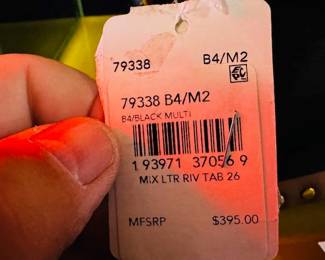 79338 B4/M2
79338 B4/M2
B4/BLACK MULTI
1 93971 37056 9
MIX LTR RIV TAB 26
MFSRP $395.00